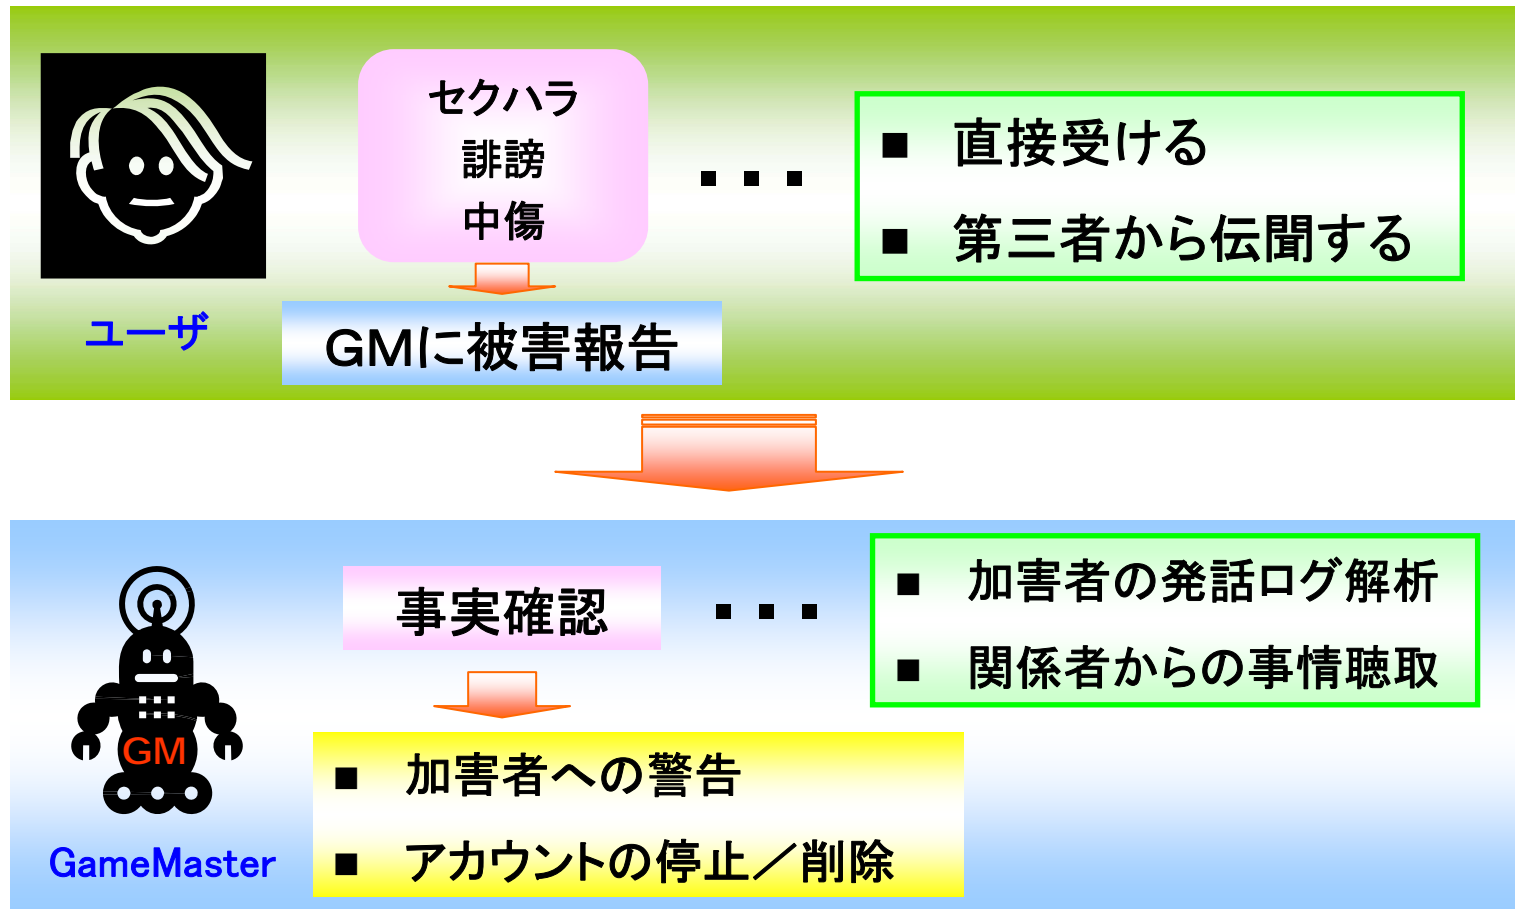 セクハラ
誹謗
中傷
・・・
■ 直接受ける
■ 第三者から伝聞する
ユーザ
GMに被害報告
事実確認
・・・
■ 加害者の発話ログ解析
■ 関係者からの事情聴取
GM
GameMaster
■ 加害者への警告
■ アカウントの停止／削除